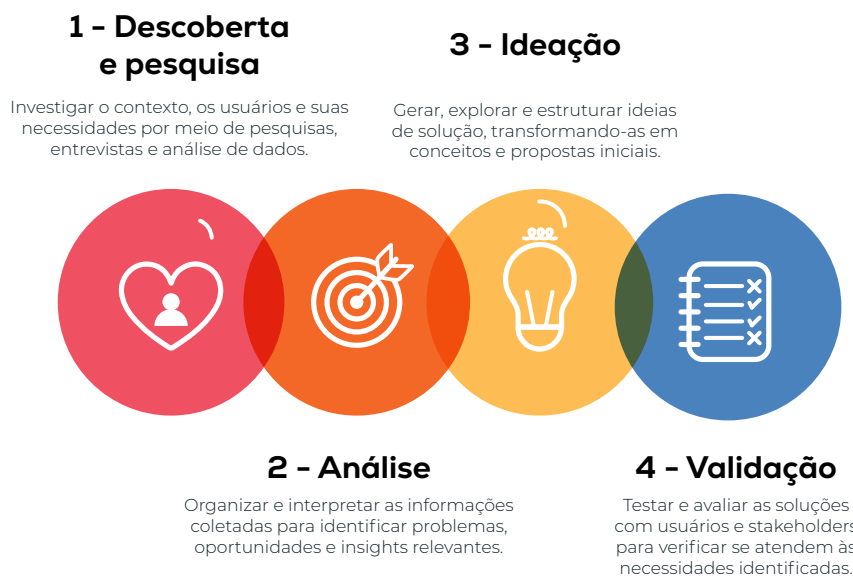 1 - Descoberta
e pesquisa
Investigar o contexto, os usuários e suas
necessidades por meio de pesquisas,
entrevistas e análise de dados.
3 - Ideação
Gerar, explorar e estruturar ideias
de solução, transformando-as em
conceitos e propostas iniciais.
2 - Análise
Organizar e interpretar as informações
coletadas para identificar problemas,
oportunidades e insights relevantes.
4 - Validação
Testar e avaliar as soluções
com usuários e stakeholders
para verificar se atendem às
necessidades identificadas.